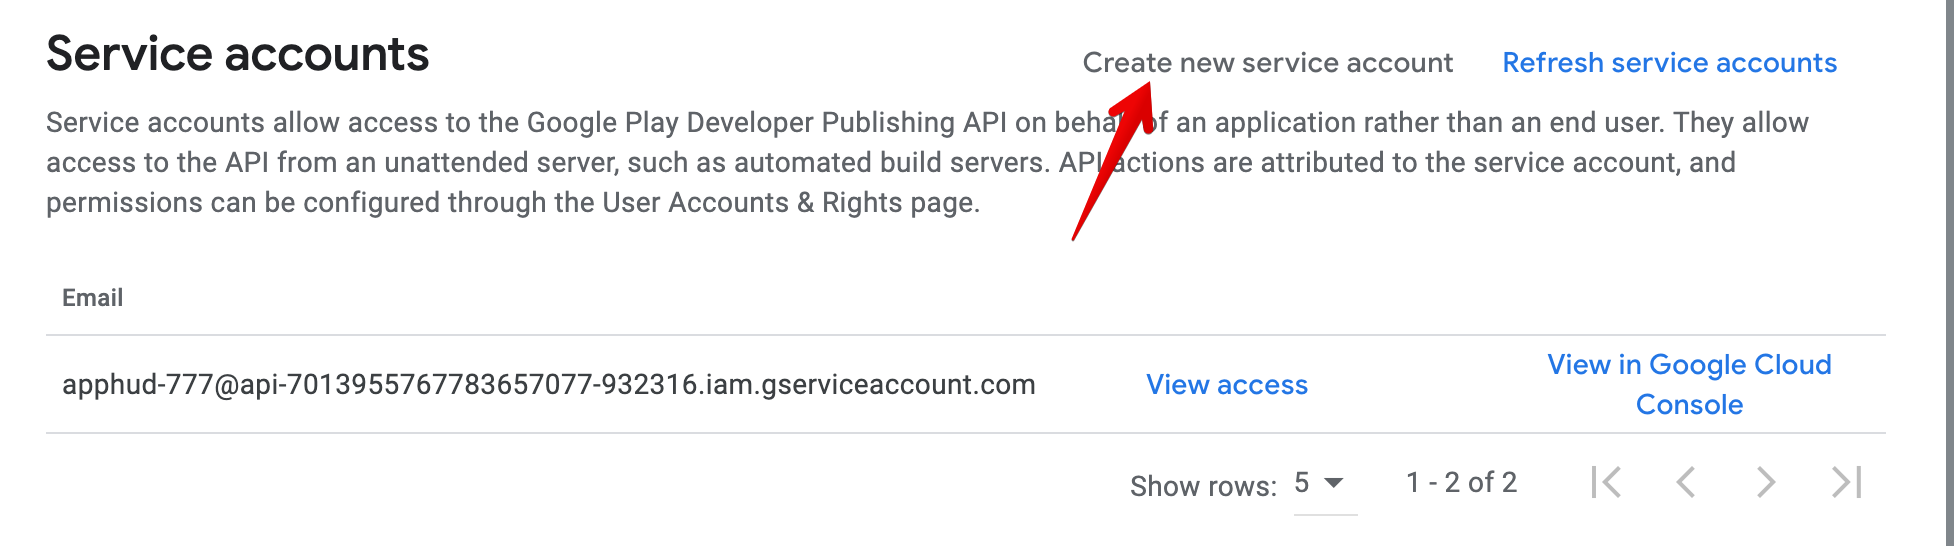 Service accounts
Create new service account
Refresh service accounts
Service accounts allow access to the Google Play Developer Publishing API on behalf of an application rather than an end user. They allow
access to the API from an unattended server, such as automated build servers. API actions are attributed to the service account, and
permissions can be configured through the User Accounts & Rights page.
Email
apphud-777@api-7013955767783657077-932316.iam.gserviceaccount.com
View access
View in Google Cloud
Console
Show rows: 5
1 - 2 of 2